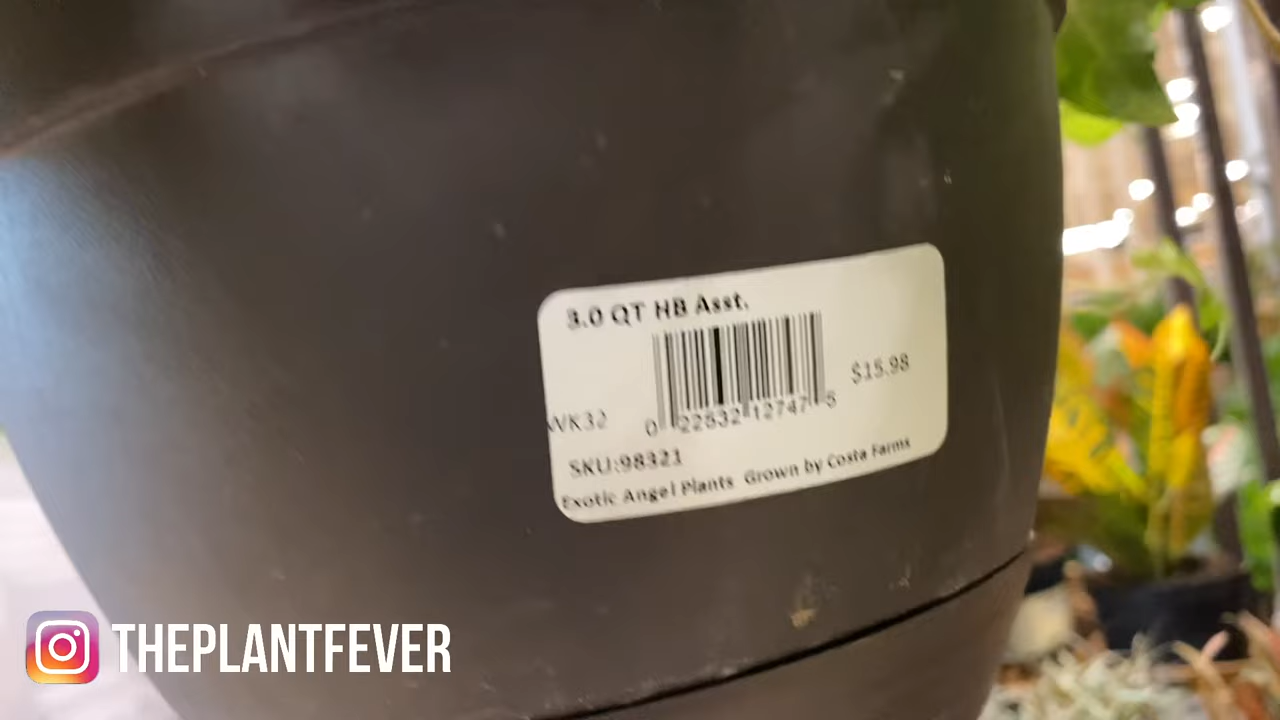 3.0 QT HB Asst.
$15.98
WK32
0 22532 12747 5
SKU:98321
Exotic Angel Plants Grown by Costa Farms
THEPLANTFEVER